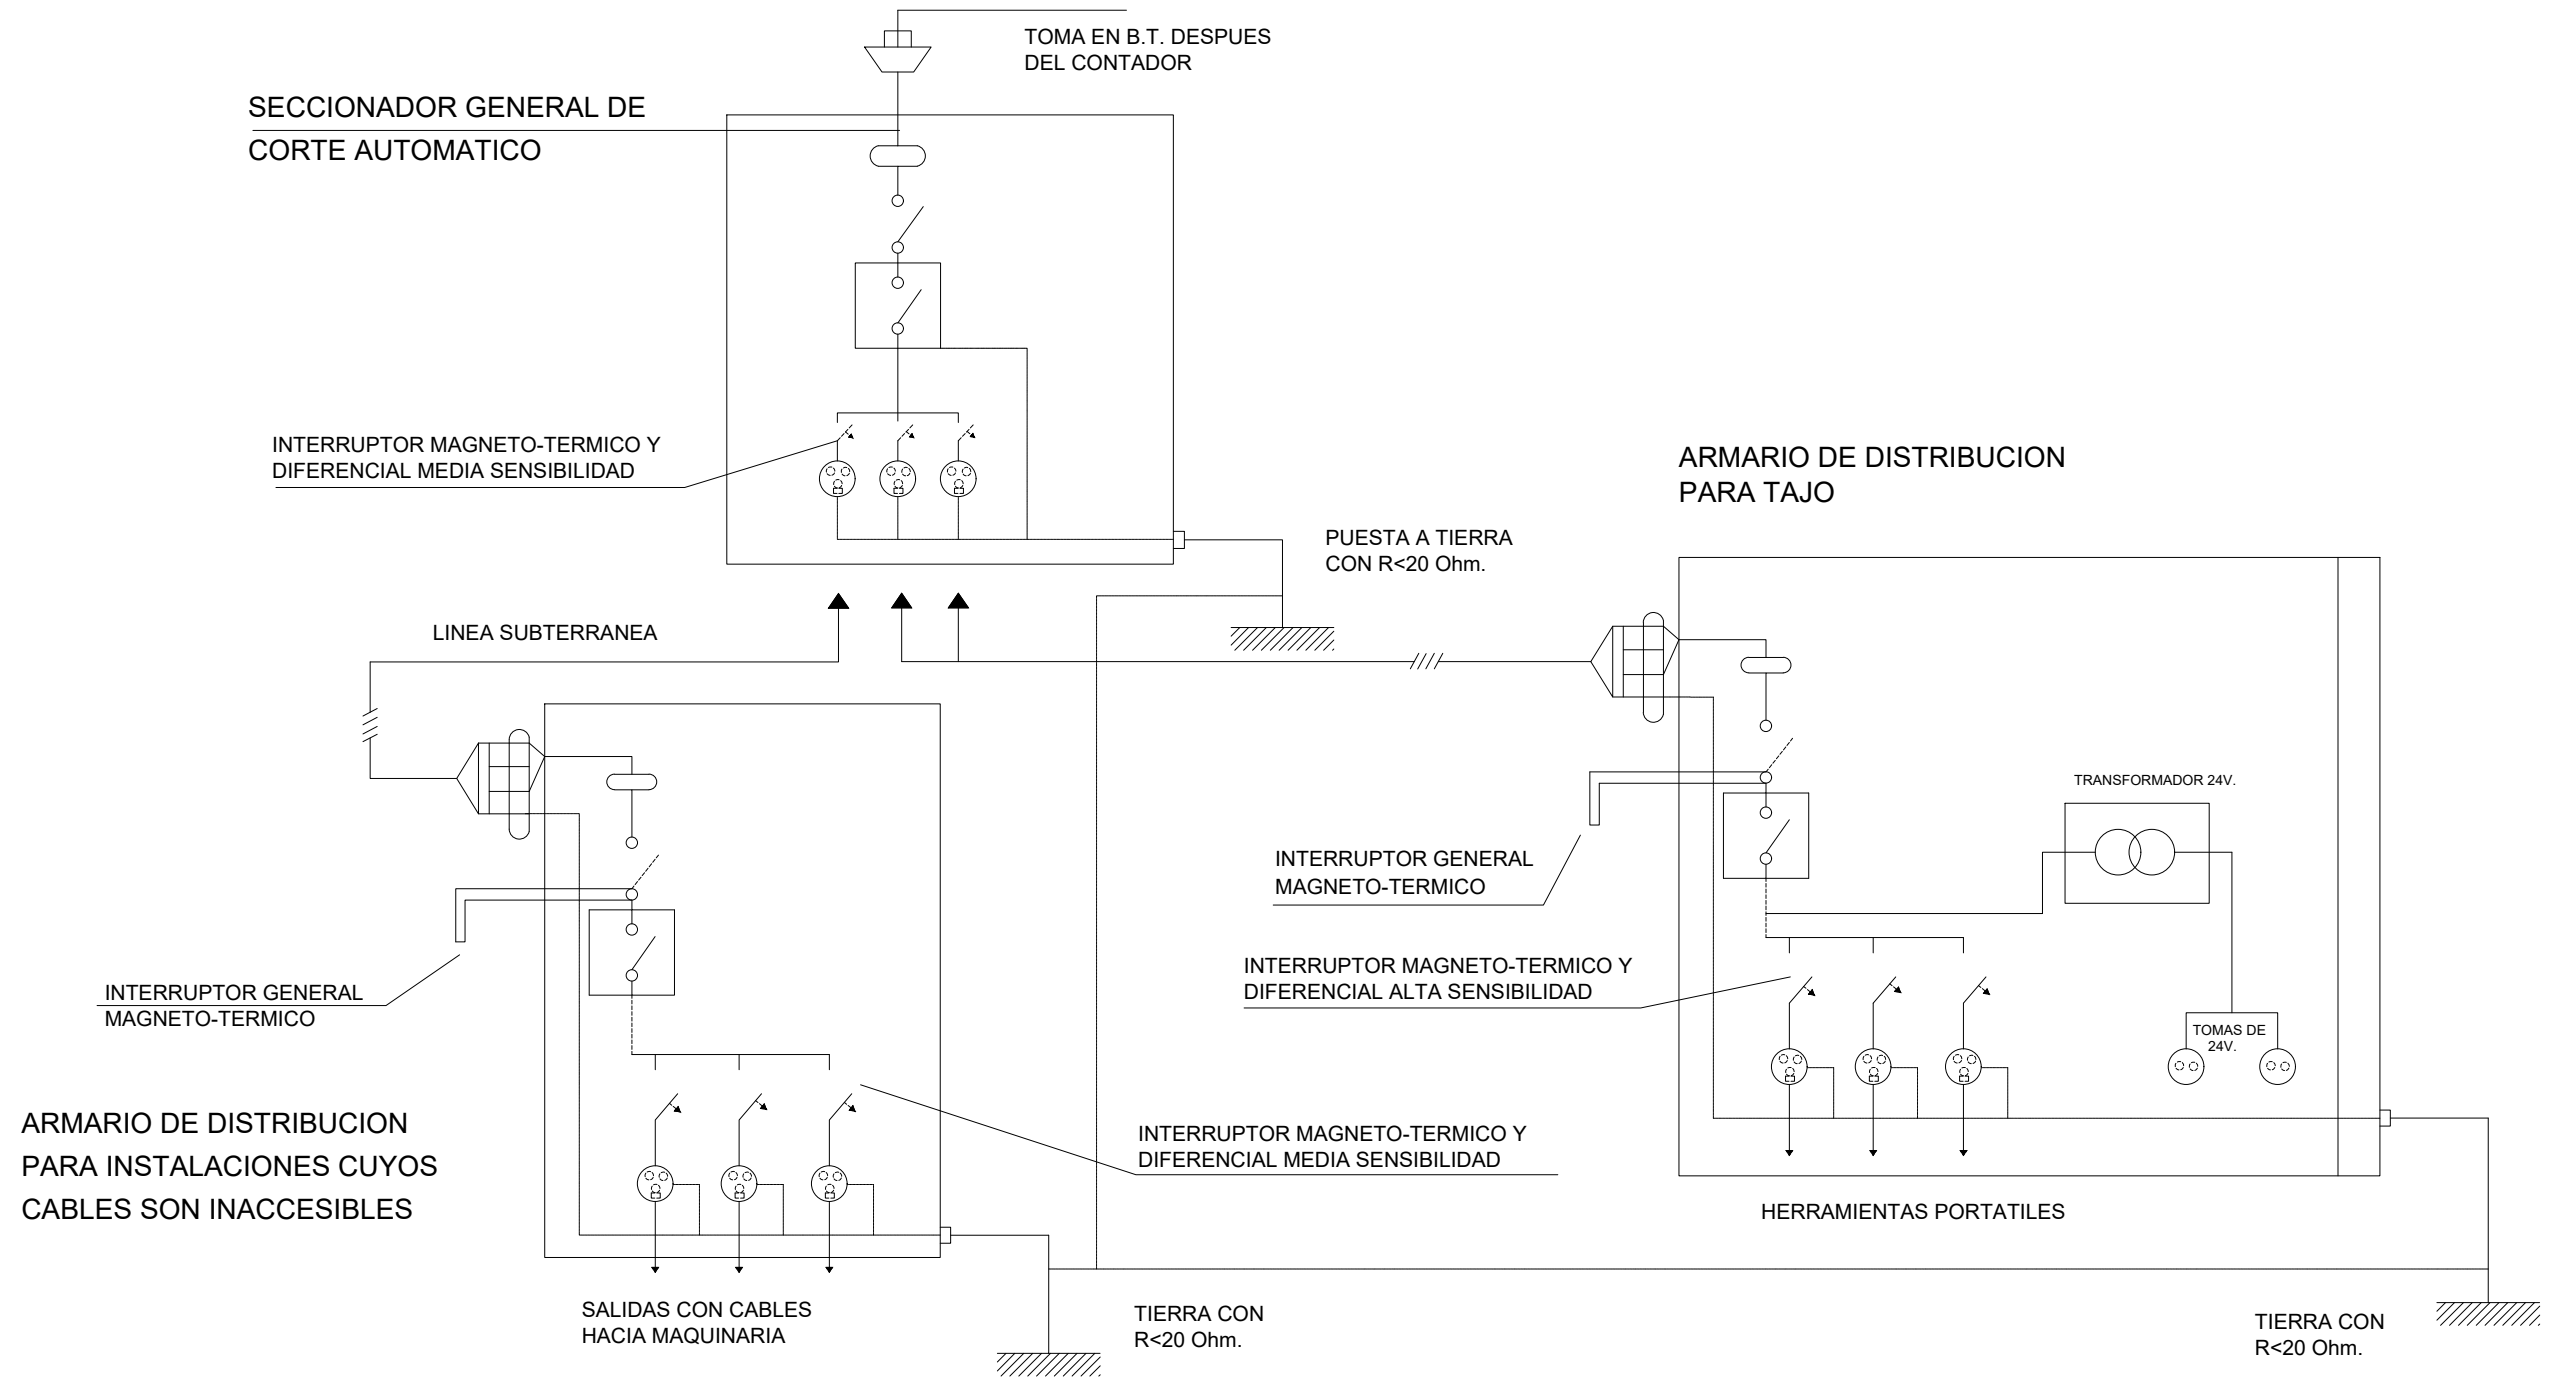 TOMA EN B.T. DESPUES
DEL CONTADOR
SECCIONADOR GENERAL DE
CORTE AUTOMATICO
INTERRUPTOR MAGNETO-TERMICO Y
DIFERENCIAL MEDIA SENSIBILIDAD
ARMARIO DE DISTRIBUCION
PARA TAJO
PUESTA A TIERRA
CON R<20 Ohm.
LINEA SUBTERRANEA
TRANSFORMADOR 24V.
INTERRUPTOR GENERAL
MAGNETO-TERMICO
INTERRUPTOR MAGNETO-TERMICO Y
DIFERENCIAL ALTA SENSIBILIDAD
INTERRUPTOR GENERAL
MAGNETO-TERMICO
TOMAS DE
24V.
ARMARIO DE DISTRIBUCION
PARA INSTALACIONES CUYOS
CABLES SON INACCESIBLES
INTERRUPTOR MAGNETO-TERMICO Y
DIFERENCIAL MEDIA SENSIBILIDAD
HERRAMIENTAS PORTATILES
SALIDAS CON CABLES
HACIA MAQUINARIA
TIERRA CON
R<20 Ohm.
TIERRA CON
R<20 Ohm.